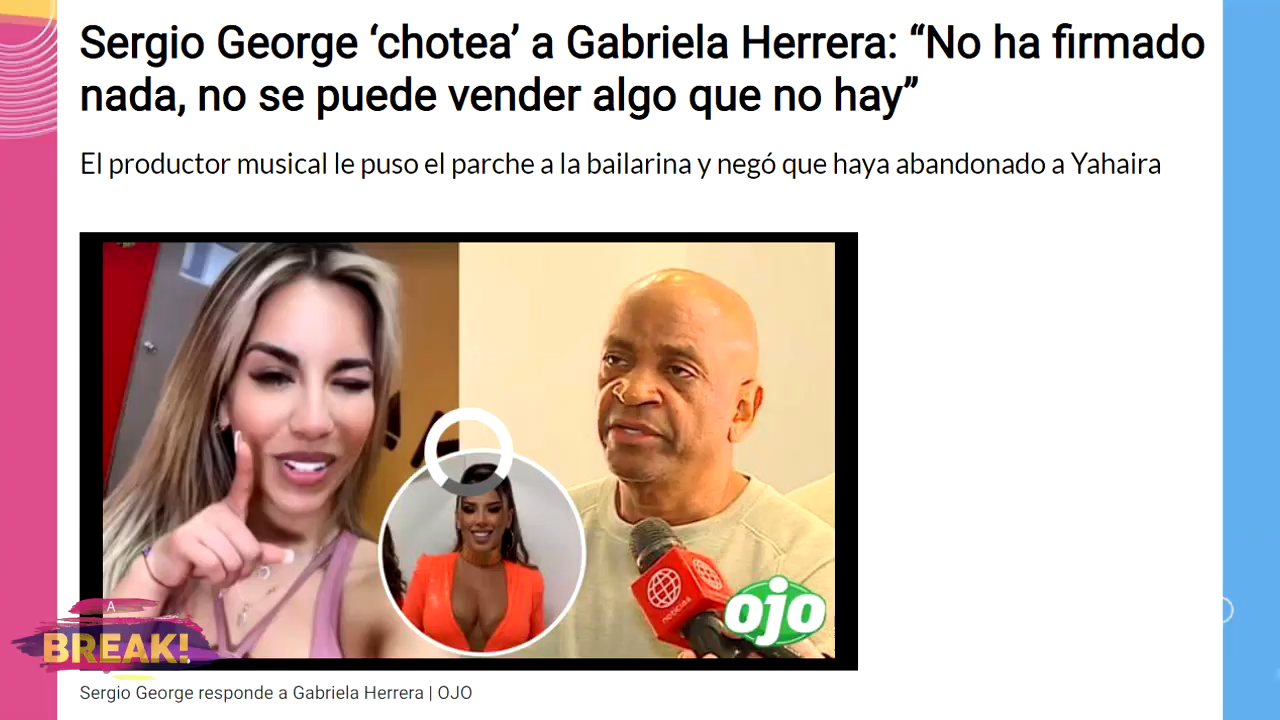 Sergio George ‘chotea’ a Gabriela Herrera: “No ha firmado
nada, no se puede vender algo que no hay”
El productor musical le puso el parche a la bailarina y negó que haya abandonado a Yahaira
noticias
ojo
A
BREAK!
Sergio George responde a Gabriela Herrera | OJO